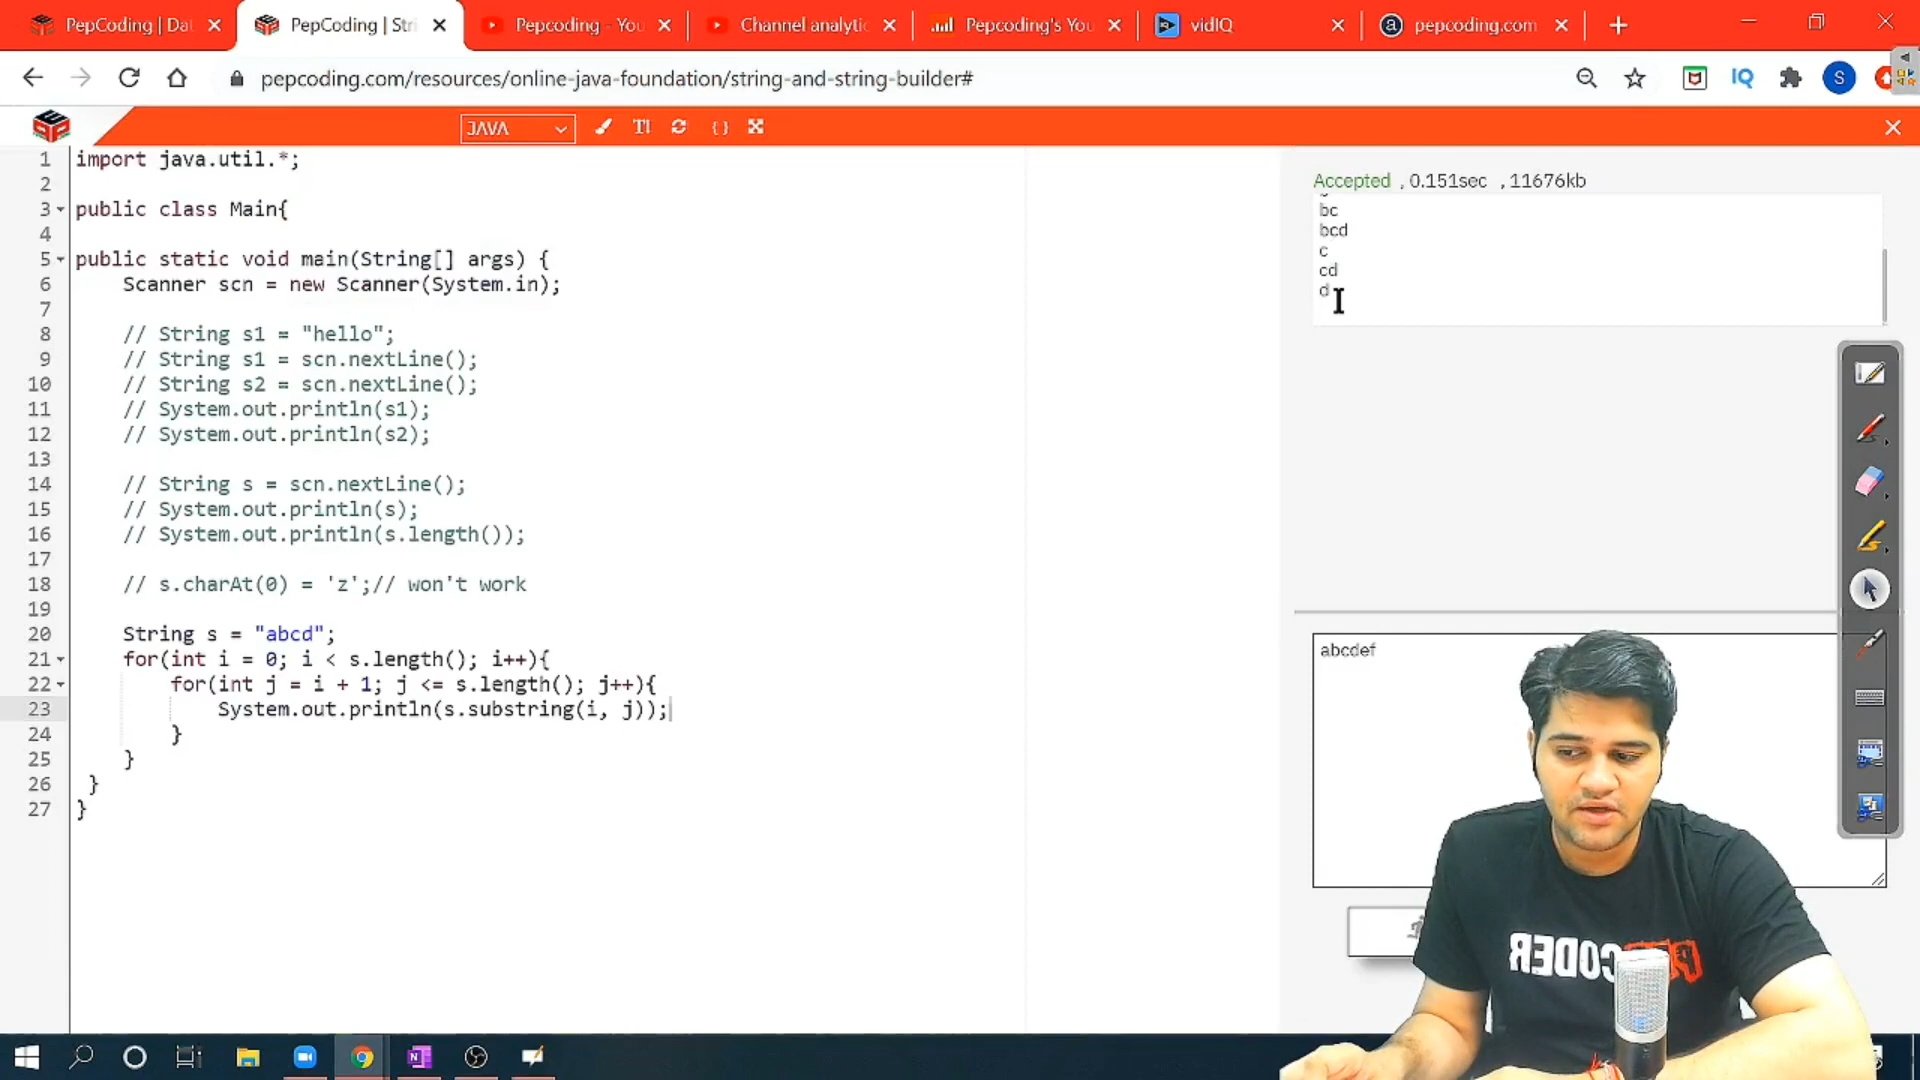 PepCoding | Dat
PepCoding | Stri
Pepcoding - You
Channel analytic
Pepcoding's You
vidIQ
pepcoding.com
pepcoding.com/resources/online-java-foundation/string-and-string-builder#
IQ
S
PEP
JAVA
1 import java.util.*;
2
3 public class Main{
4
5 public static void main(String[] args) {
6 Scanner scn = new Scanner(System.in);
7
8 // String s1 = "hello";
9 // String s1 = scn.nextLine();
10 // String s2 = scn.nextLine();
11 // System.out.println(s1);
12 // System.out.println(s2);
13
14 // String s = scn.nextLine();
15 // System.out.println(s);
16 // System.out.println(s.length());
17
18 // s.charAt(0) = 'z';// won't work
19
20 String s = "abcd";
21 for(int i = 0; i < s.length(); i++){
22 for(int j = i + 1; j <= s.length(); j++){
23 System.out.println(s.substring(i, j));
24 }
25 }
26 }
27 }
Accepted , 0.151sec , 11676kb
bc
bcd
c
cd
d
abcdef